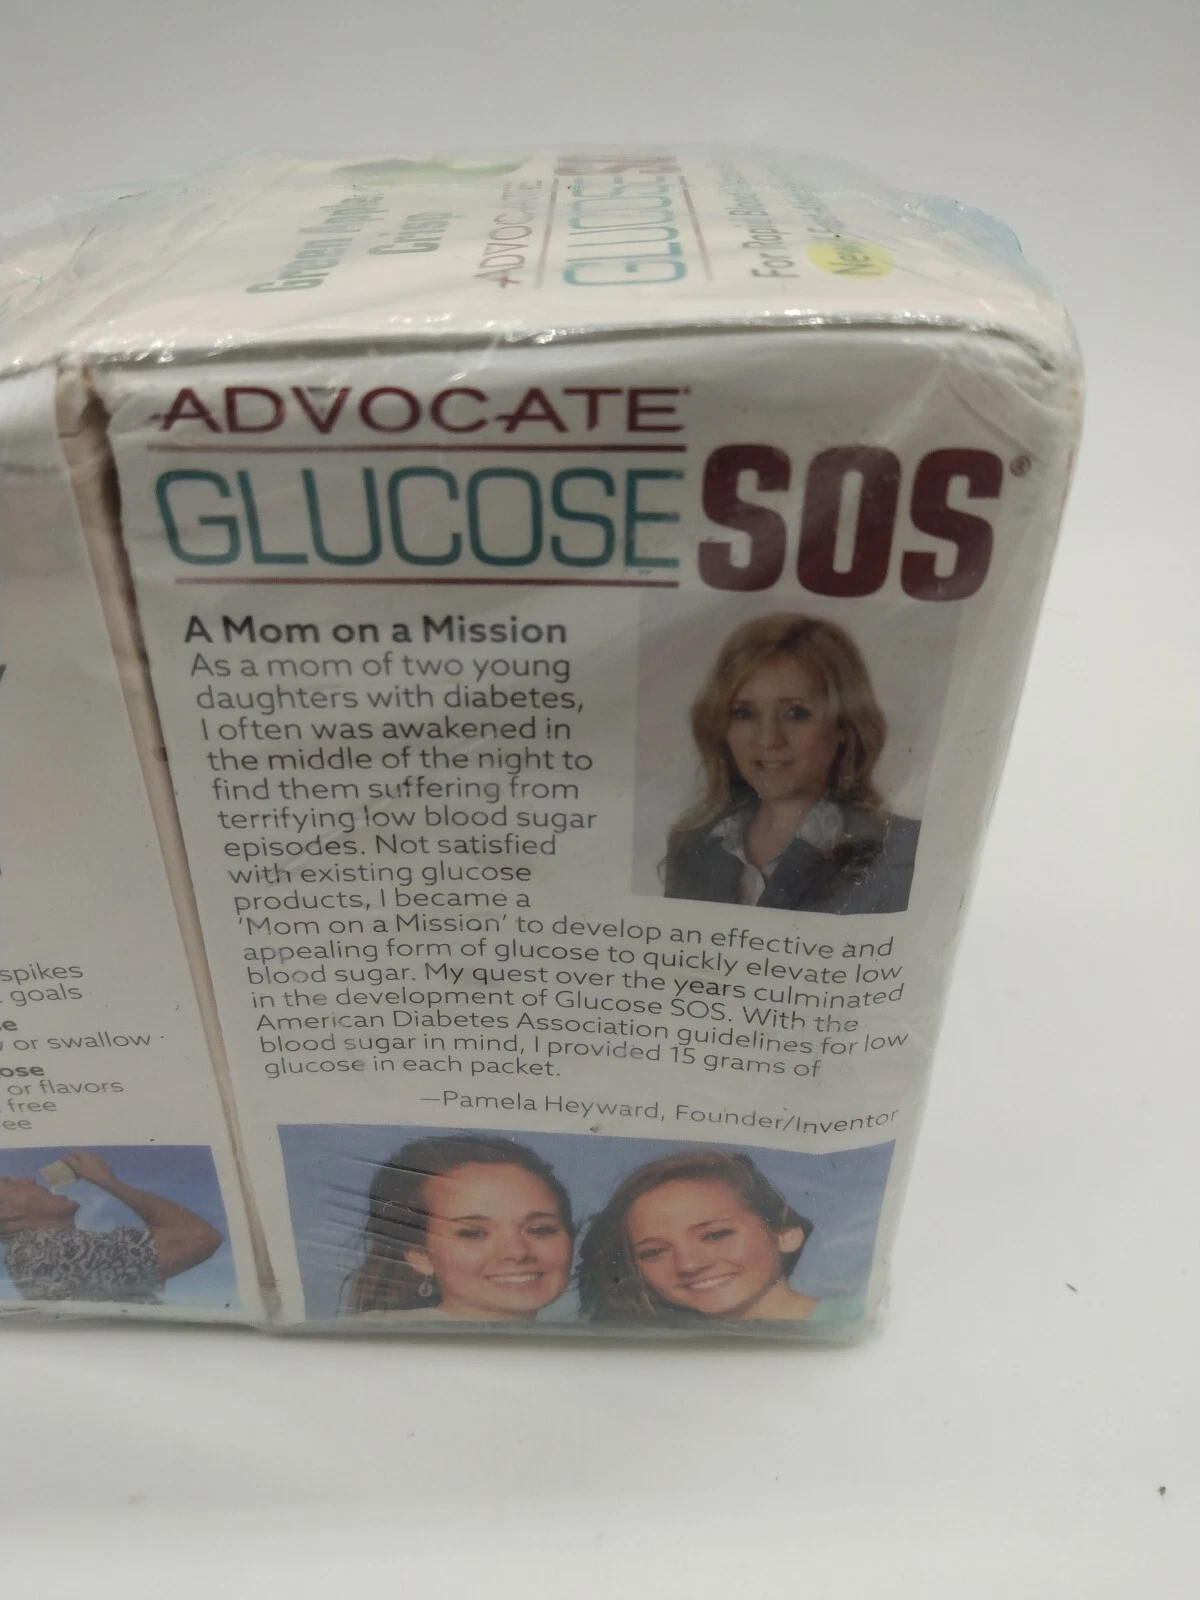 Green Apple
Crisp
ADVOCATE
GLUCOSE SOS
For Rapid Blood
New
ADVOCATE
GLUCOSE SOS®
A Mom on a Mission
As a mom of two young
daughters with diabetes,
I often was awakened in
the middle of the night to
find them suffering from
terrifying low blood sugar
episodes. Not satisfied
with existing glucose
products, I became a
'Mom on a Mission' to develop an effective and
appealing form of glucose to quickly elevate low
blood sugar. My quest over the years culminated
in the development of Glucose SOS. With the
American Diabetes Association guidelines for low
blood sugar in mind, I provided 15 grams of
glucose in each packet.
—Pamela Heyward, Founder/Inventor
spikes
goals
or swallow
or flavors
free